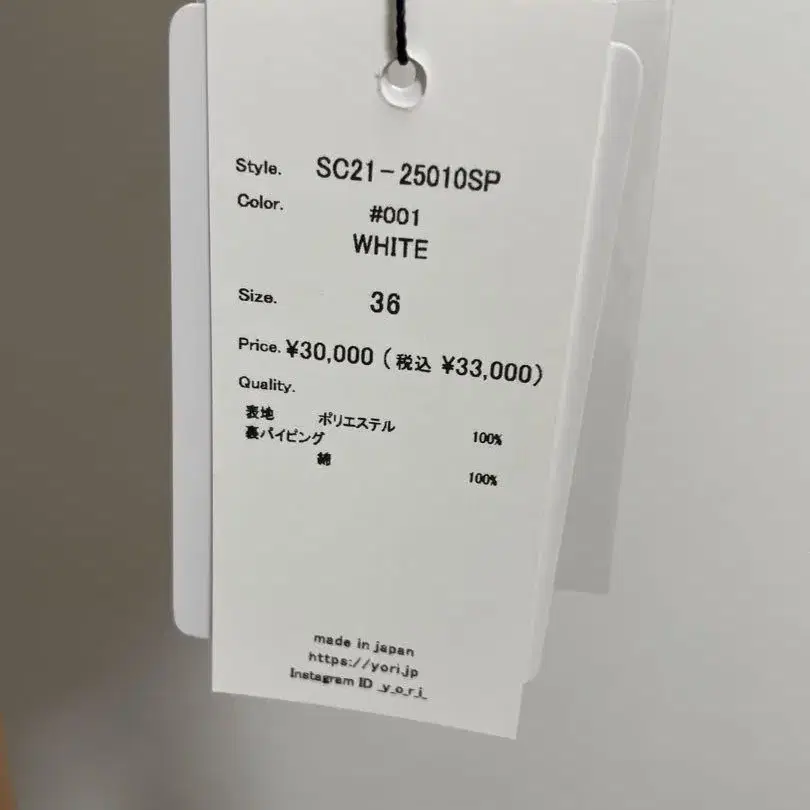 Style. SC21-25010SP
Color. #001
WHITE
Size. 36
Price. ¥30,000 (税込 ¥33,000)
Quality.
表地 ポリエステル 100%
裏パイピング
綿 100%
made in japan
https://yori.jp
Instagram ID _y_o_r_i_